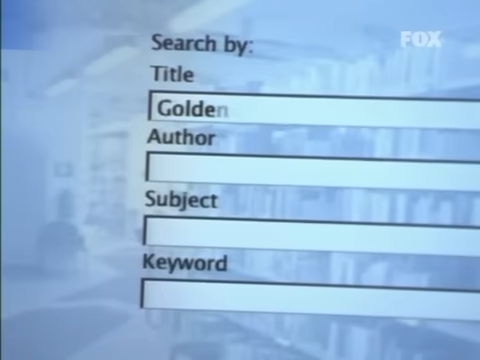 Search by:
FOX
Title
Golden
Author
Subject
Keyword